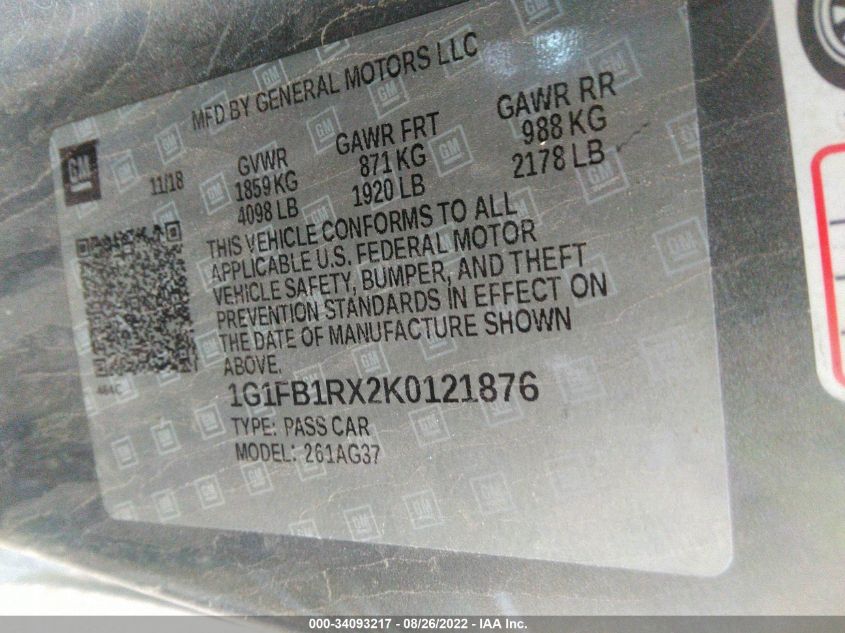 MFD BY GENERAL MOTORS LLC
GM
11/18
GVWR
1859 KG
4098 LB
GAWR FRT
871 KG
1920 LB
GAWR RR
988 KG
2178 LB
THIS VEHICLE CONFORMS TO ALL
APPLICABLE U.S. FEDERAL MOTOR
VEHICLE SAFETY, BUMPER, AND THEFT
PREVENTION STANDARDS IN EFFECT ON
THE DATE OF MANUFACTURE SHOWN
ABOVE.
1G1FB1RX2K0121876
TYPE: PASS CAR
MODEL: 261AG37
000-34093217 - 08/26/2022 - IAA Inc.